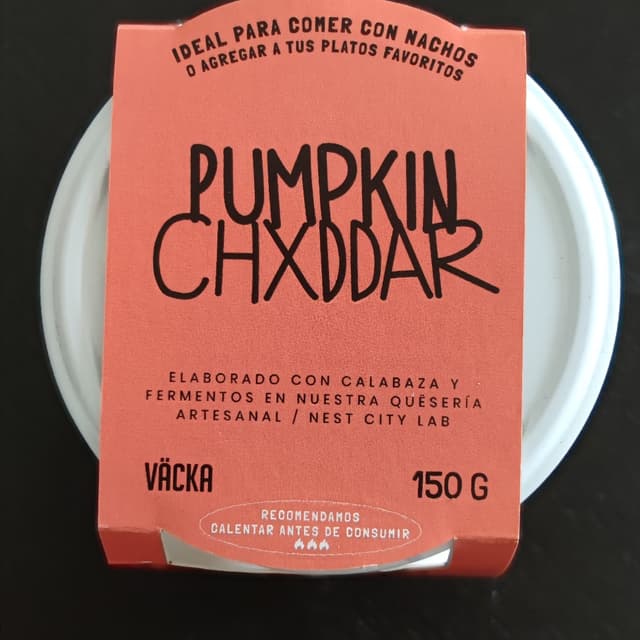 IDEAL PARA COMER CON NACHOS
O AGREGAR A TUS PLATOS FAVORITOS
PUMPKIN
CHXDDAR
ELABORADO CON CALABAZA Y
FERMENTOS EN NUESTRA QUËSERÍA
ARTESANAL / NEST CITY LAB
VÄCKA
150 G
RECOMENDAMOS
CALENTAR ANTES DE CONSUMIR